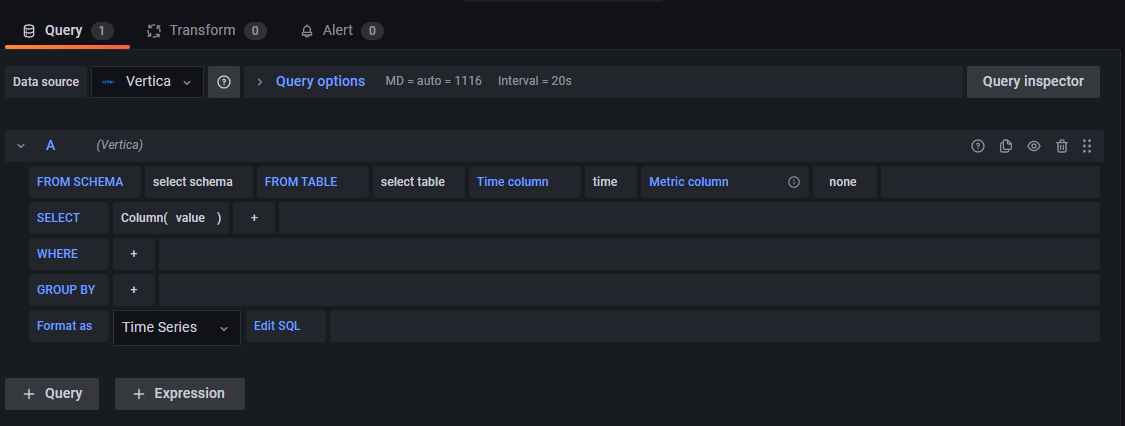 Query 1 Transform 0 Alert 0
Data source Vertica Query options MD = auto = 1116 Interval = 20s Query inspector
A (Vertica)
FROM SCHEMA select schema FROM TABLE select table Time column time Metric column none
SELECT Column( value ) +
WHERE +
GROUP BY +
Format as Time Series Edit SQL
+ Query + Expression